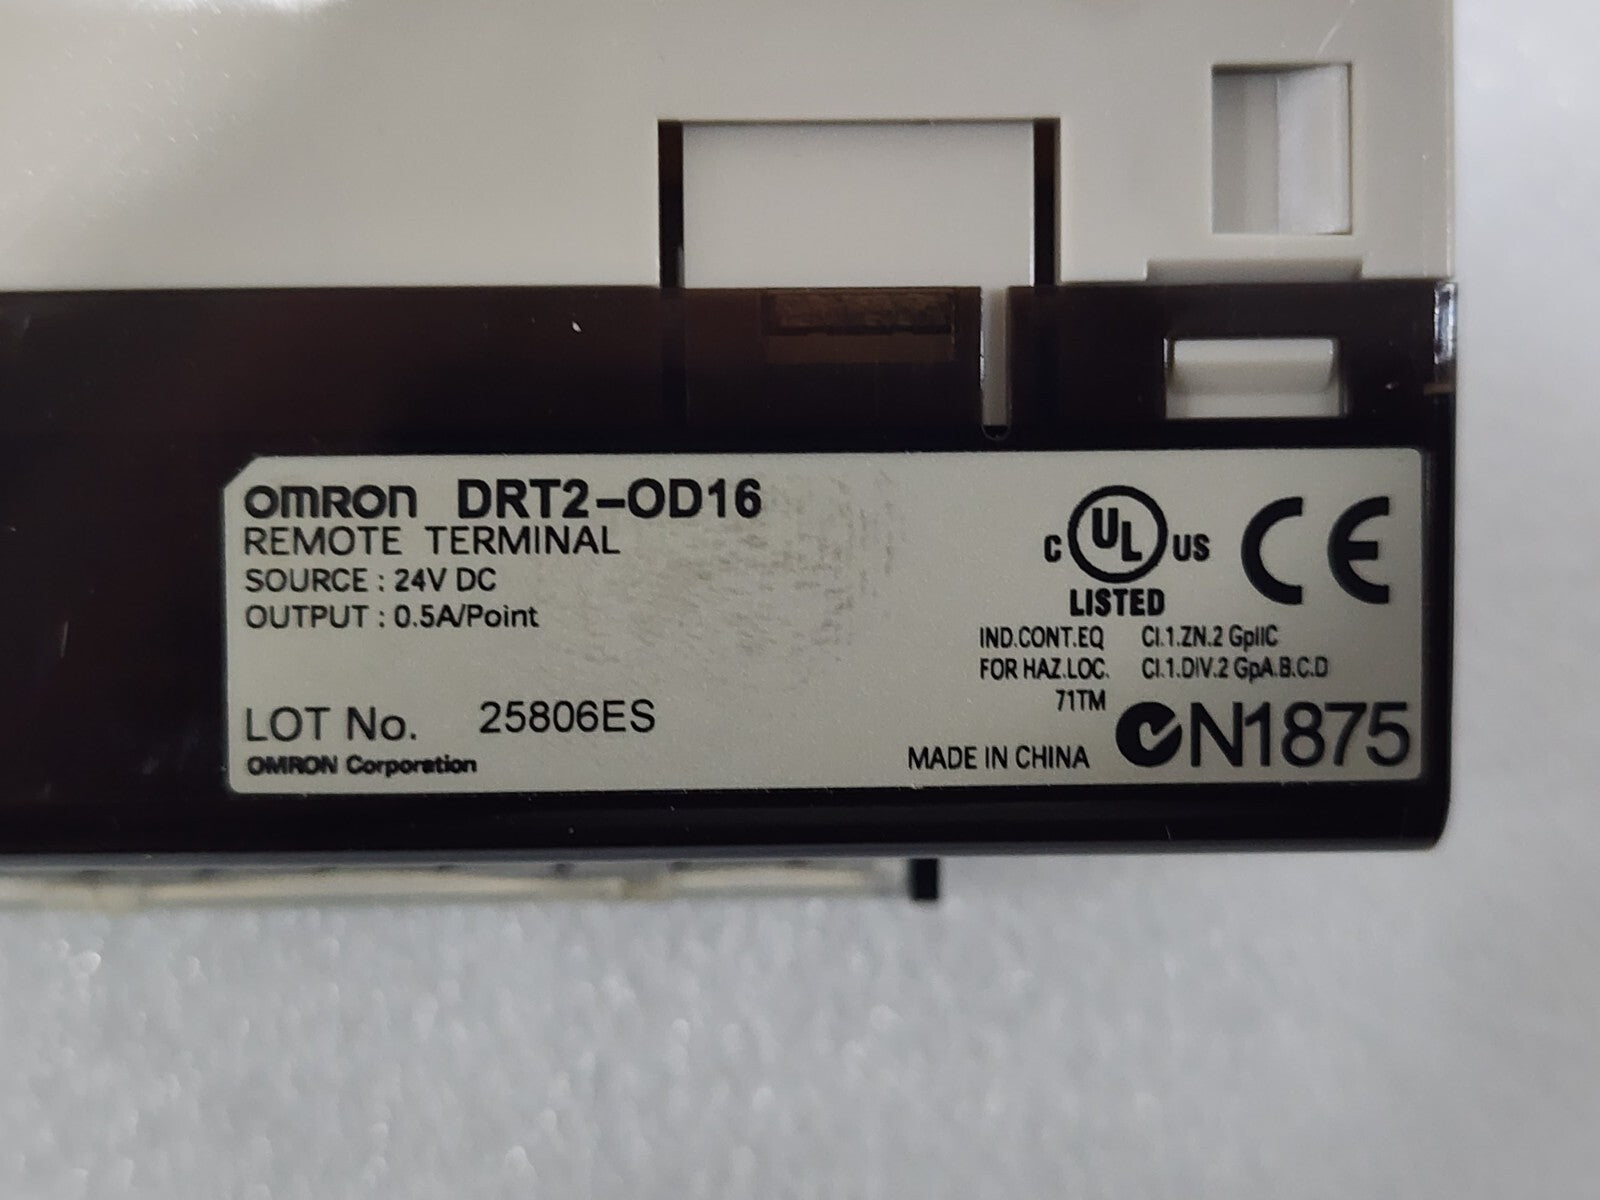 OMRON DRT2-OD16
REMOTE TERMINAL
SOURCE : 24V DC
OUTPUT : 0.5A/Point
LOT No. 25806ES
OMRON Corporation
C UL US
LISTED
CE
IND.CONT.EQ Cl.1.ZN.2 GpIIC
FOR HAZ.LOC. Cl.1.DIV.2 GpA.B.C.D
71TM
N1875
MADE IN CHINA